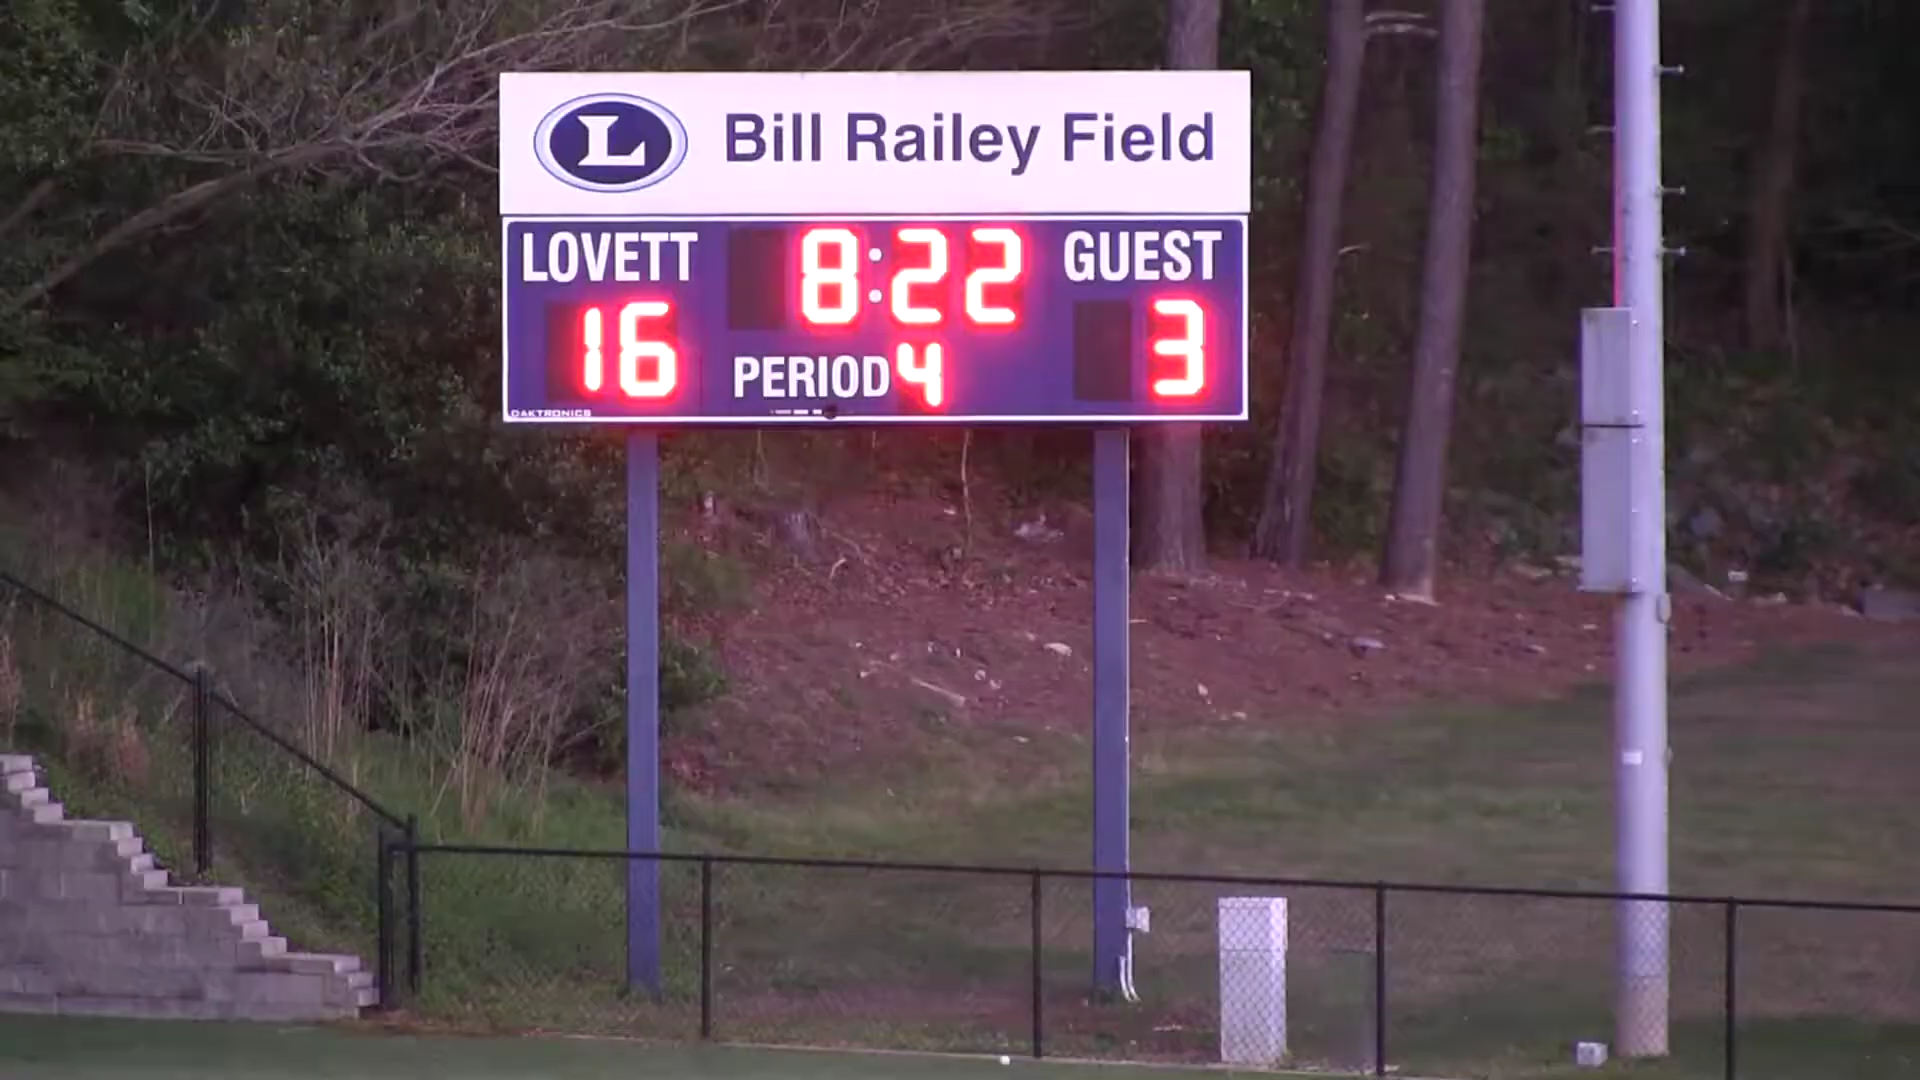 L Bill Railey Field
LOVETT 8:22 GUEST
16 PERIOD 4 3
DAKTRONICS